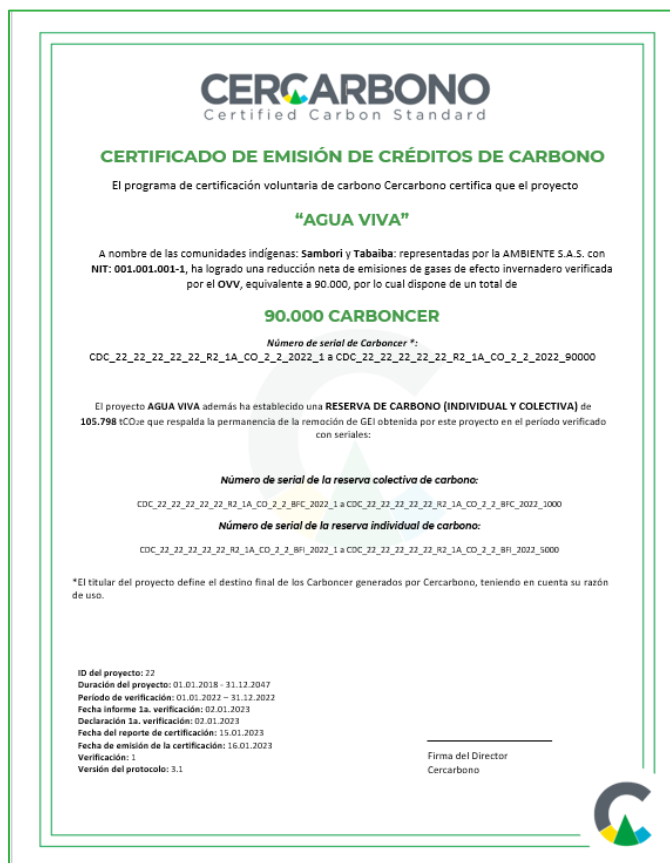 CERCARBONO
Certified Carbon Standard
CERTIFICADO DE EMISIÓN DE CRÉDITOS DE CARBONO
El programa de certificación voluntaria de carbono Cercarbono certifica que el proyecto
“AGUA VIVA”
A nombre de las comunidades indígenas: Sambori y Tabaiba: representadas por la AMBIENTE S.A.S. con
NIT: 001.001.001-1, ha logrado una reducción neta de emisiones de gases de efecto invernadero verificada
por el OVV, equivalente a 90.000, por lo cual dispone de un total de
90.000 CARBONCER
Número de serial de Carboncer *:
CDC_22_22_22_22_22_R2_1A_CO_2_2_2022_1 a CDC_22_22_22_22_22_R2_1A_CO_2_2_2022_90000
El proyecto AGUA VIVA además ha establecido una RESERVA DE CARBONO (INDIVIDUAL Y COLECTIVA) de
105.798 tCO2e que respalda la permanencia de la remoción de GEI obtenida por este proyecto en el periodo verificado
con seriales:
Número de serial de la reserva colectiva de carbono:
CDC_22_22_22_22_22_R2_1A_CO_2_2_BFC_2022_1 a CDC_22_22_22_22_22_R2_1A_CO_2_2_BFC_2022_1000
Número de serial de la reserva individual de carbono:
CDC_22_22_22_22_22_R2_1A_CO_2_2_BFI_2022_1 a CDC_22_22_22_22_22_R2_1A_CO_2_2_BFI_2022_5000
*El titular del proyecto define el destino final de los Carboncer generados por Cercarbono, teniendo en cuenta su razón
de uso.
ID del proyecto: 22
Duración del proyecto: 01.01.2018 - 31.12.2047
Periodo de verificación: 01.01.2022 – 31.12.2022
Fecha informe 1a. verificación: 02.01.2023
Declaración 1a. verificación: 02.01.2023
Fecha del reporte de certificación: 15.01.2023
Fecha de emisión de la certificación: 16.01.2023
Verificación: 1
Versión del protocolo: 3.1
Firma del Director
Cercarbono